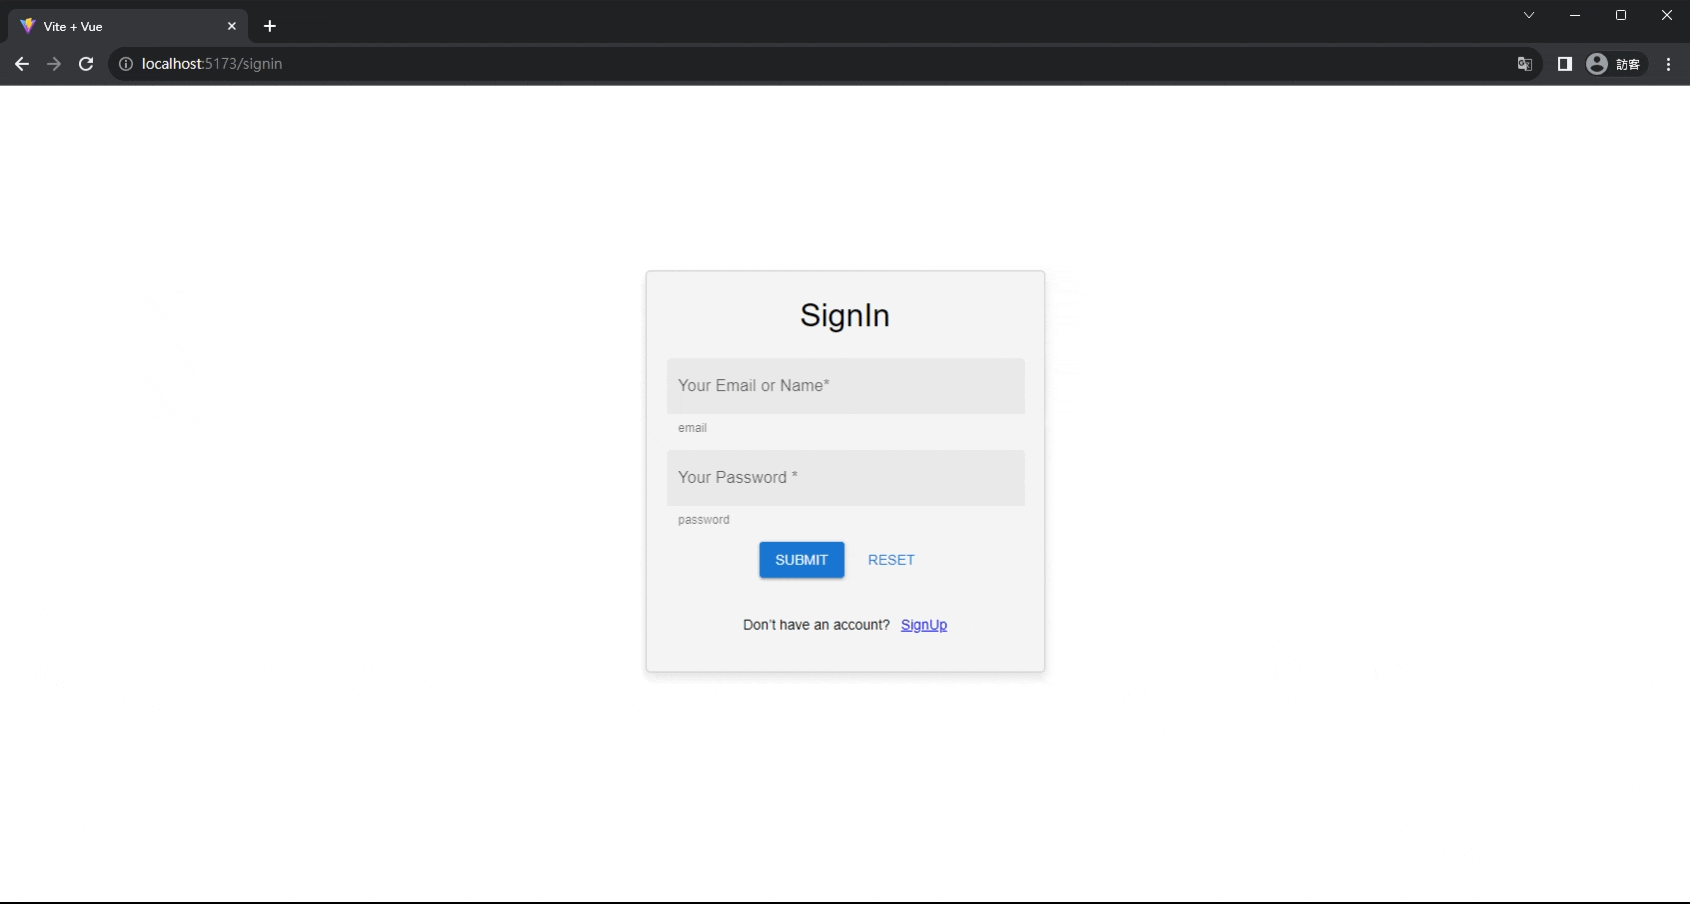 Vite + Vue
localhost:5173/signin
訪客
SignIn
Your Email or Name*
email
Your Password *
password
SUBMIT
RESET
Don't have an account? SignUp